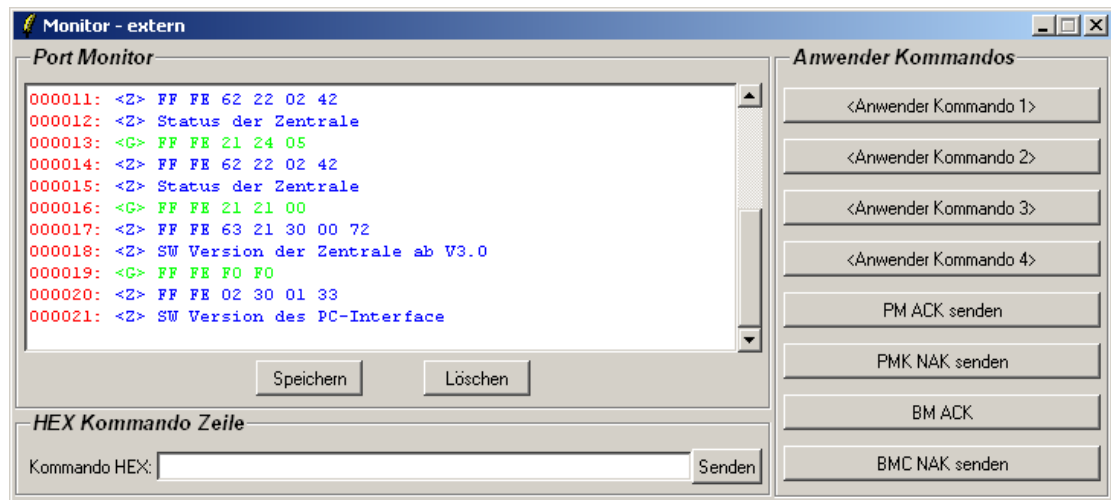 Monitor - extern
Port Monitor
000011: <Z> FF FE 62 22 02 42
000012: <Z> Status der Zentrale
000013: <G> FF FE 21 24 05
000014: <Z> FF FE 62 22 02 42
000015: <Z> Status der Zentrale
000016: <G> FF FE 21 21 00
000017: <Z> FF FE 63 21 30 00 72
000018: <Z> SW Version der Zentrale ab V3.0
000019: <G> FF FE F0 F0
000020: <Z> FF FE 02 30 01 33
000021: <Z> SW Version des PC-Interface
Speichern Löschen
HEX Kommando Zeile
Kommando HEX: Senden
Anwender Kommandos
<Anwender Kommando 1>
<Anwender Kommando 2>
<Anwender Kommando 3>
<Anwender Kommando 4>
PM ACK senden
PMK NAK senden
BM ACK
BMC NAK senden